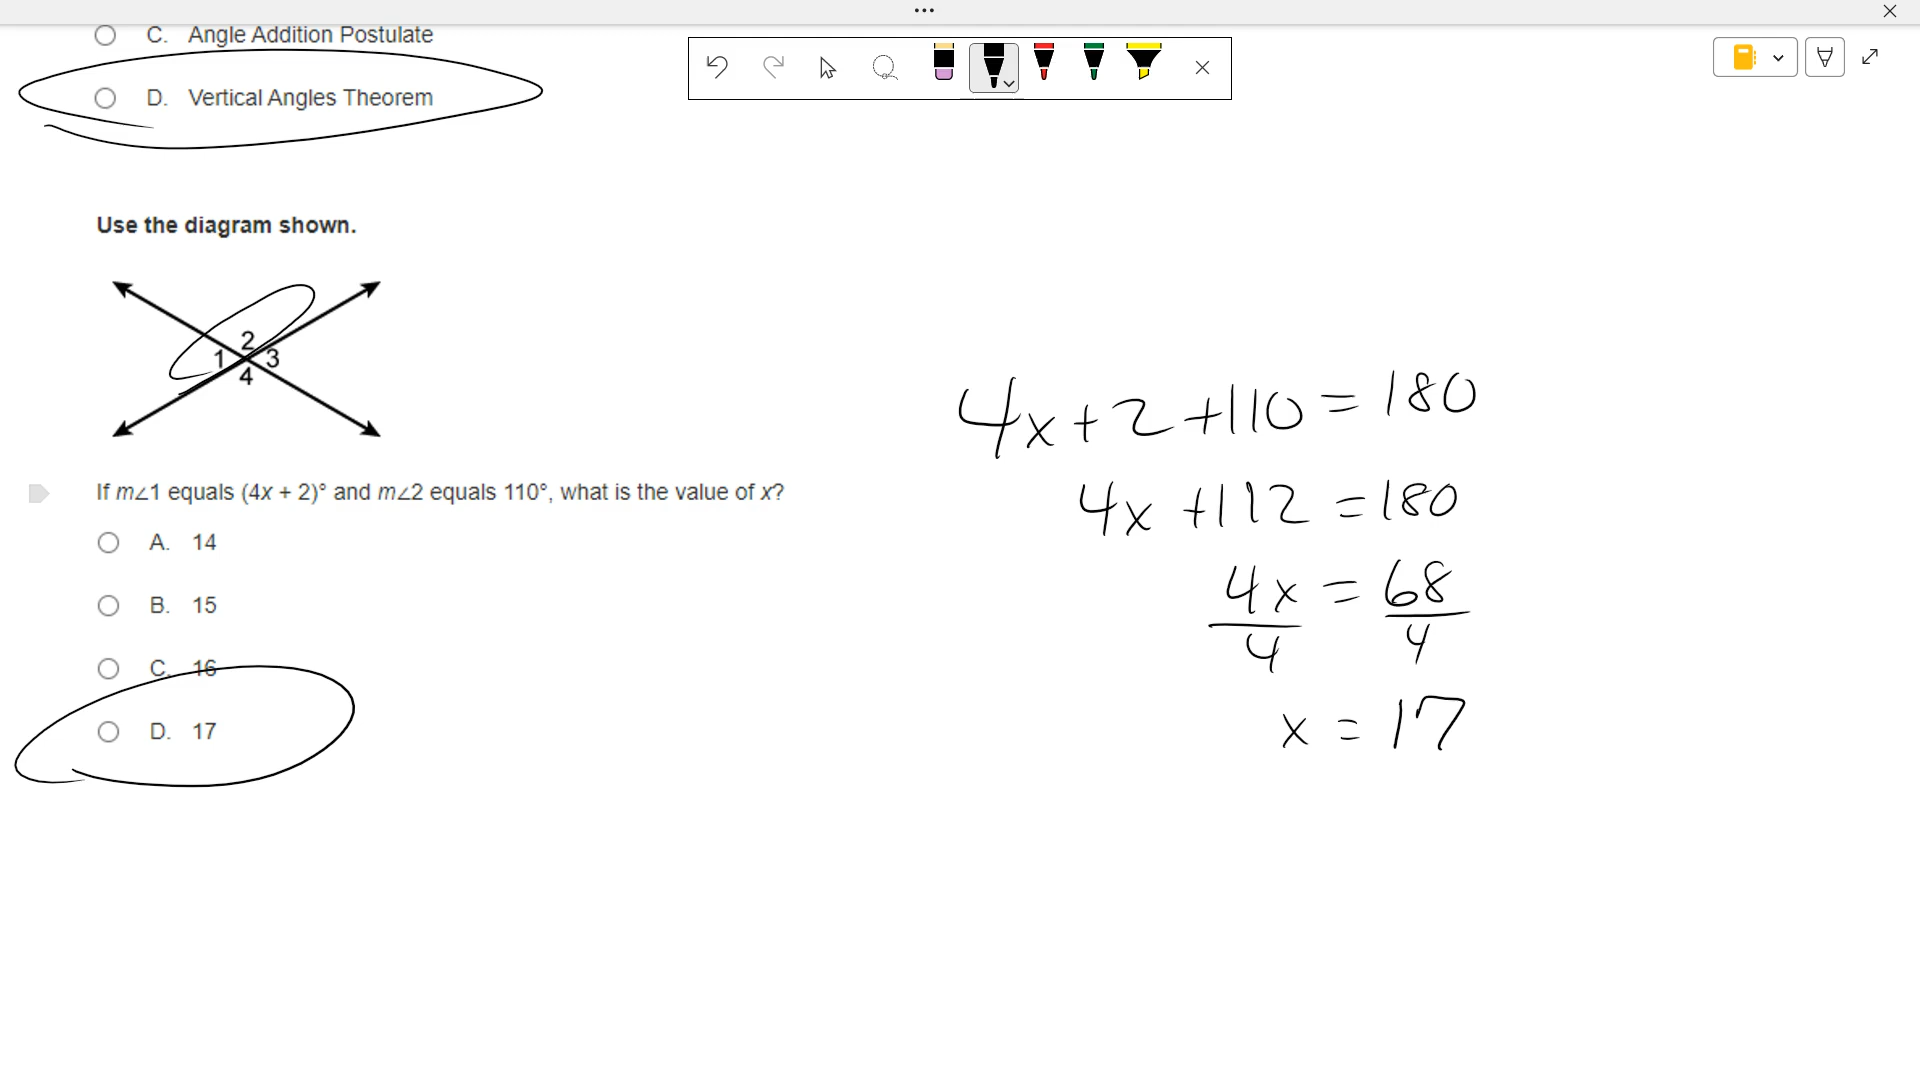 C. Angle Addition Postulate
D. Vertical Angles Theorem
Use the diagram shown.
2
1 3
4
If m∠1 equals (4x + 2)° and m∠2 equals 110°, what is the value of x?
A. 14
B. 15
C. 16
D. 17
4x+2+110=180
4x+112=180
4x=68
4 4
x=17